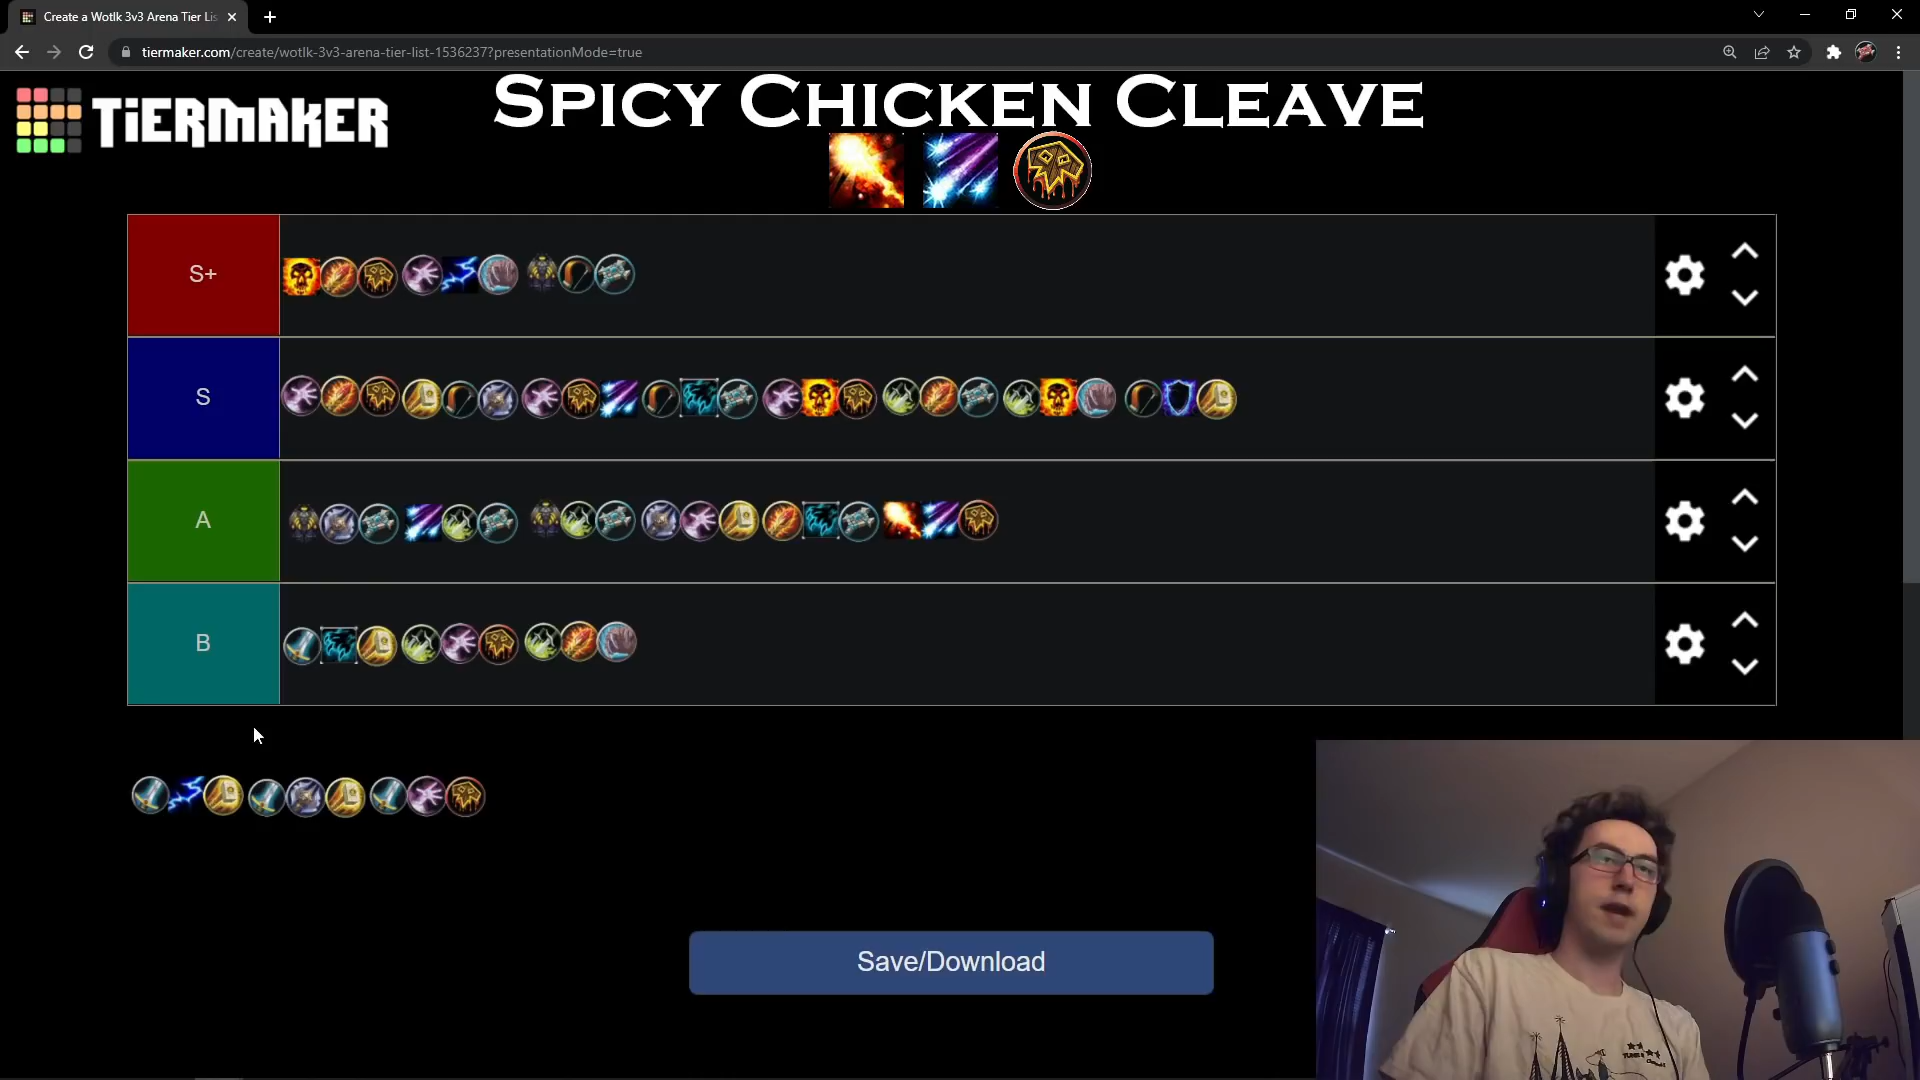 Create a Wotlk 3v3 Arena Tier Lis
tiermaker.com/create/wotlk-3v3-arena-tier-list-1536237?presentationMode=true
TiERMAKER
SPICY CHICKEN CLEAVE
S+
S
A
B
Save/Download